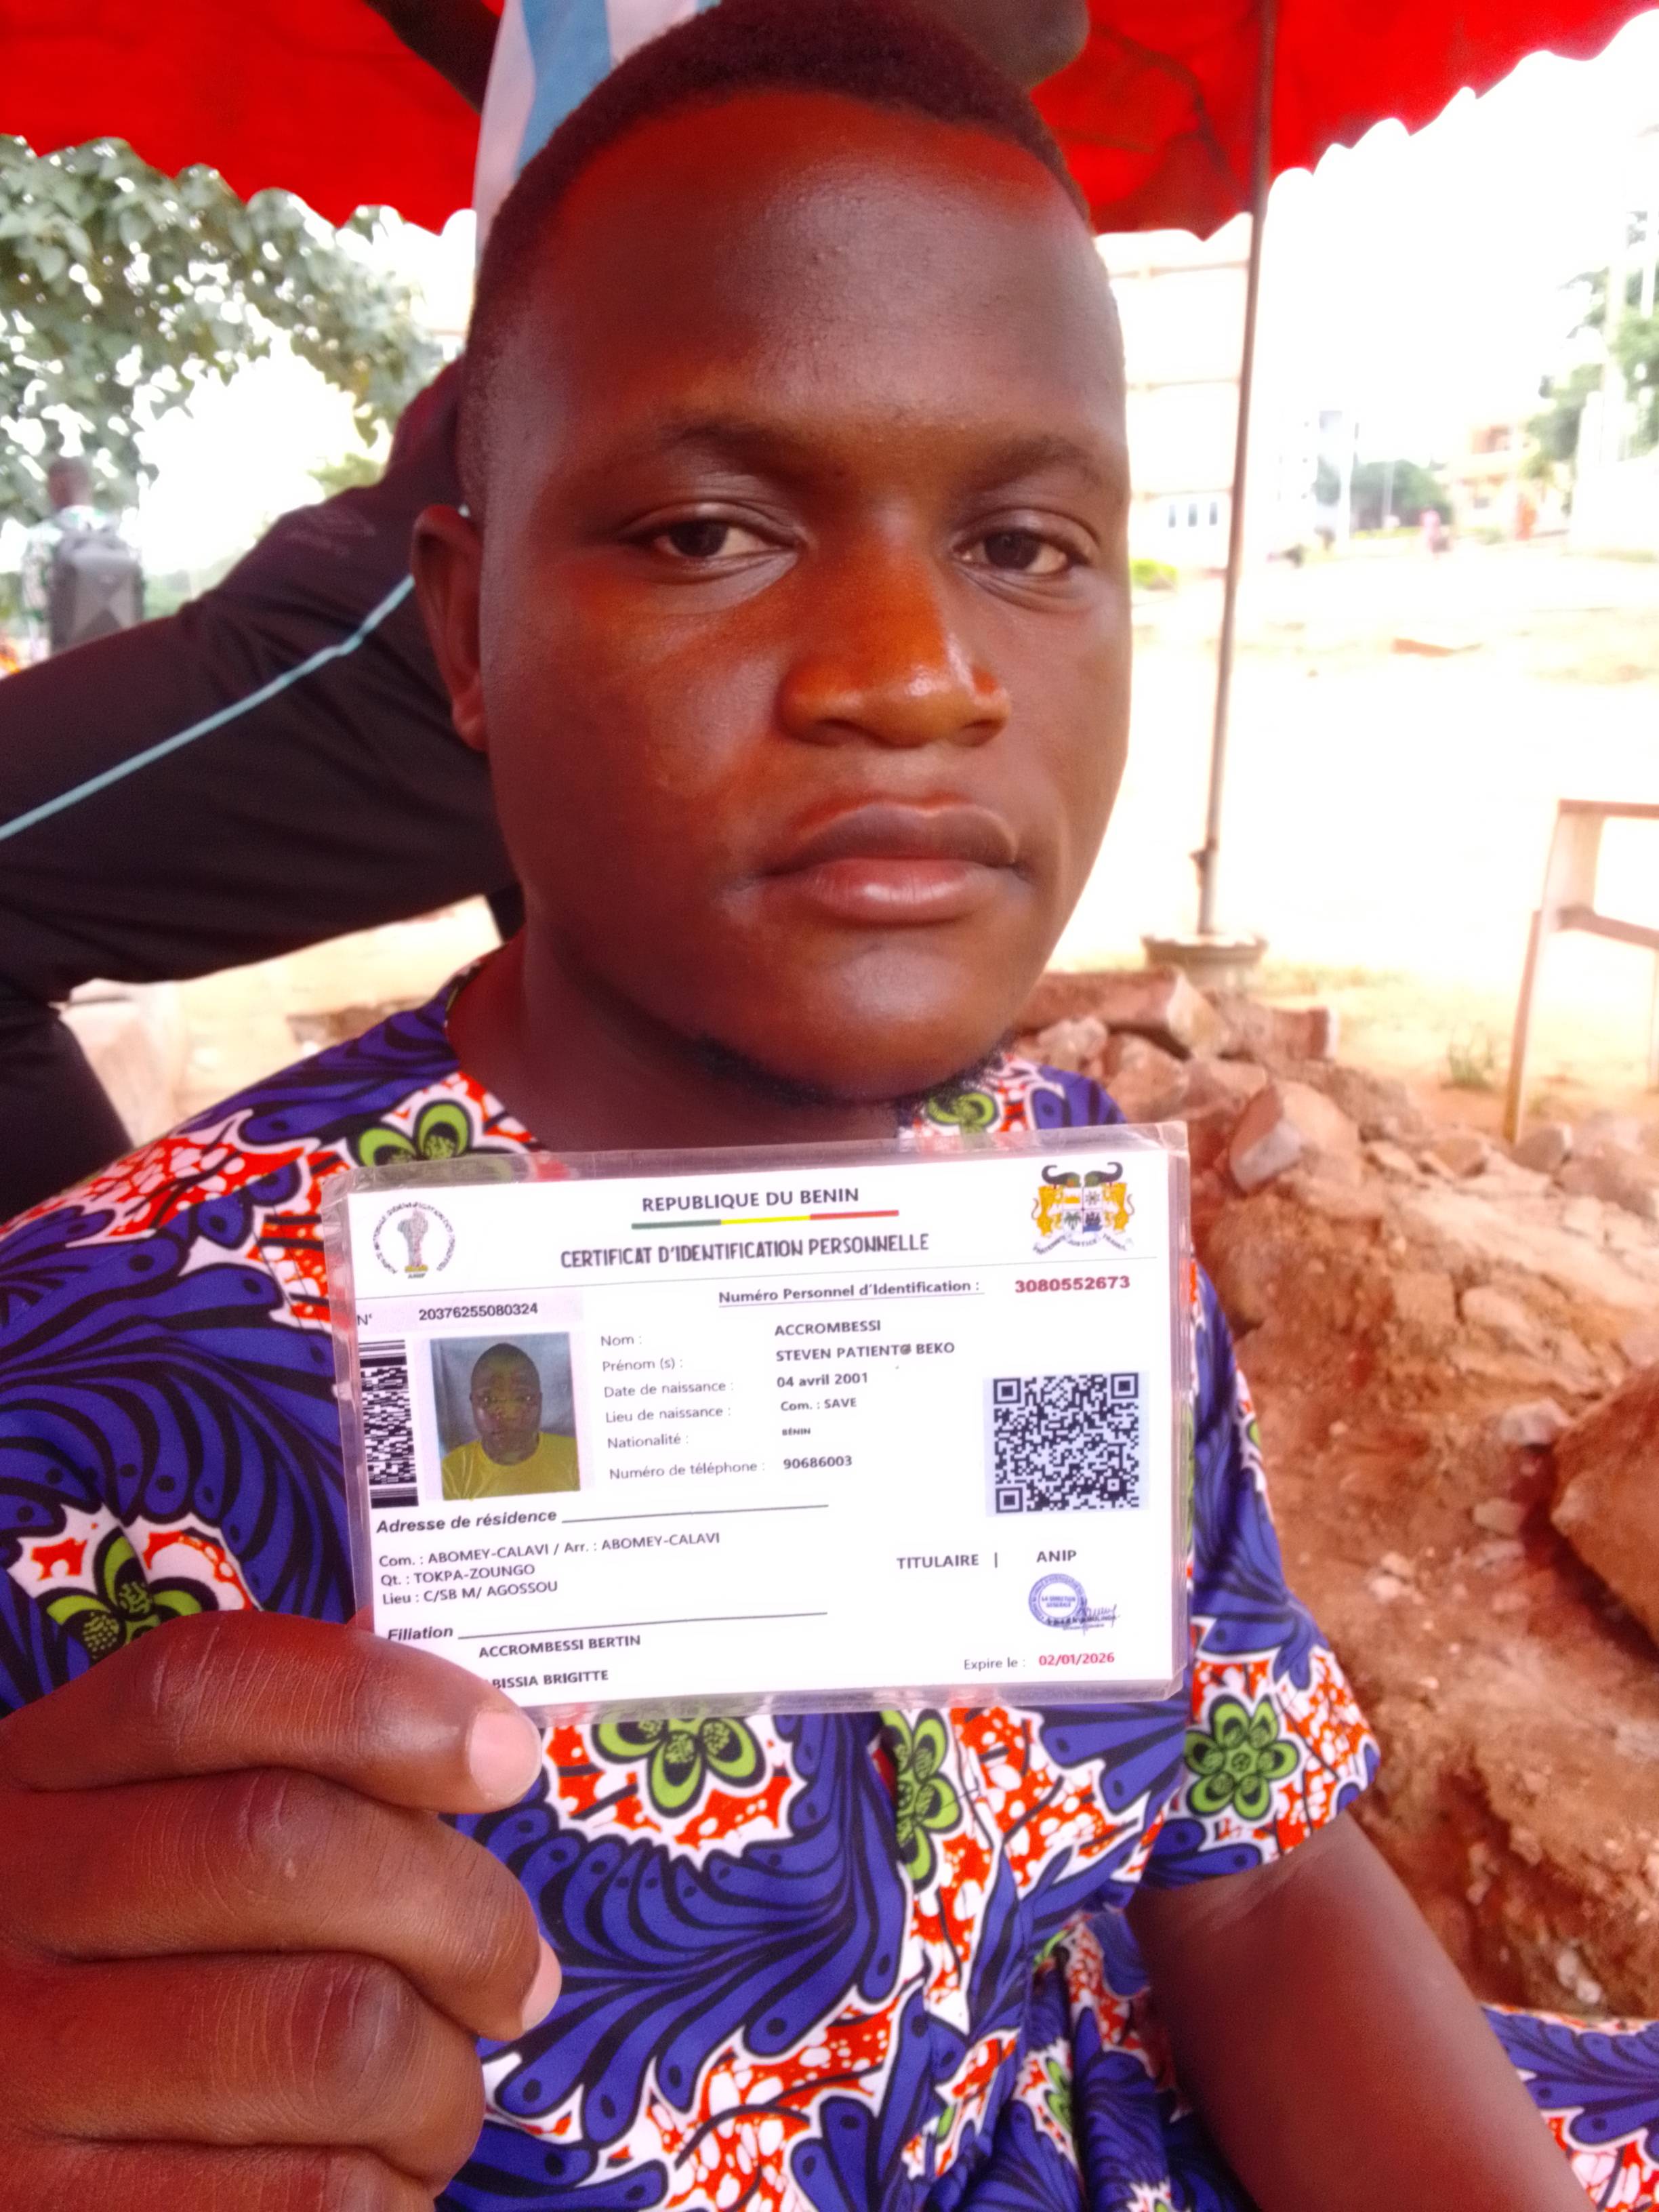 REPUBLIQUE DU BENIN
CERTIFICAT D'IDENTIFICATION PERSONNELLE
Numéro Personnel d'Identification : 3080552673
N° 20376255080324
Nom : ACCROMBESSI
Prénom (s) : STEVEN PATIENT@ BEKO
Date de naissance : 04 avril 2001
Lieu de naissance : Com. : SAVE
Nationalité : BÉNIN
Numéro de téléphone : 90686003
Adresse de résidence
Com. : ABOMEY-CALAVI / Arr. : ABOMEY-CALAVI
Qt. : TOKPA-ZOUNGO
Lieu : C/SB M/ AGOSSOU
TITULAIRE | ANIP
Filiation
ACCROMBESSI BERTIN
BISSIA BRIGITTE
Expire le : 02/01/2026